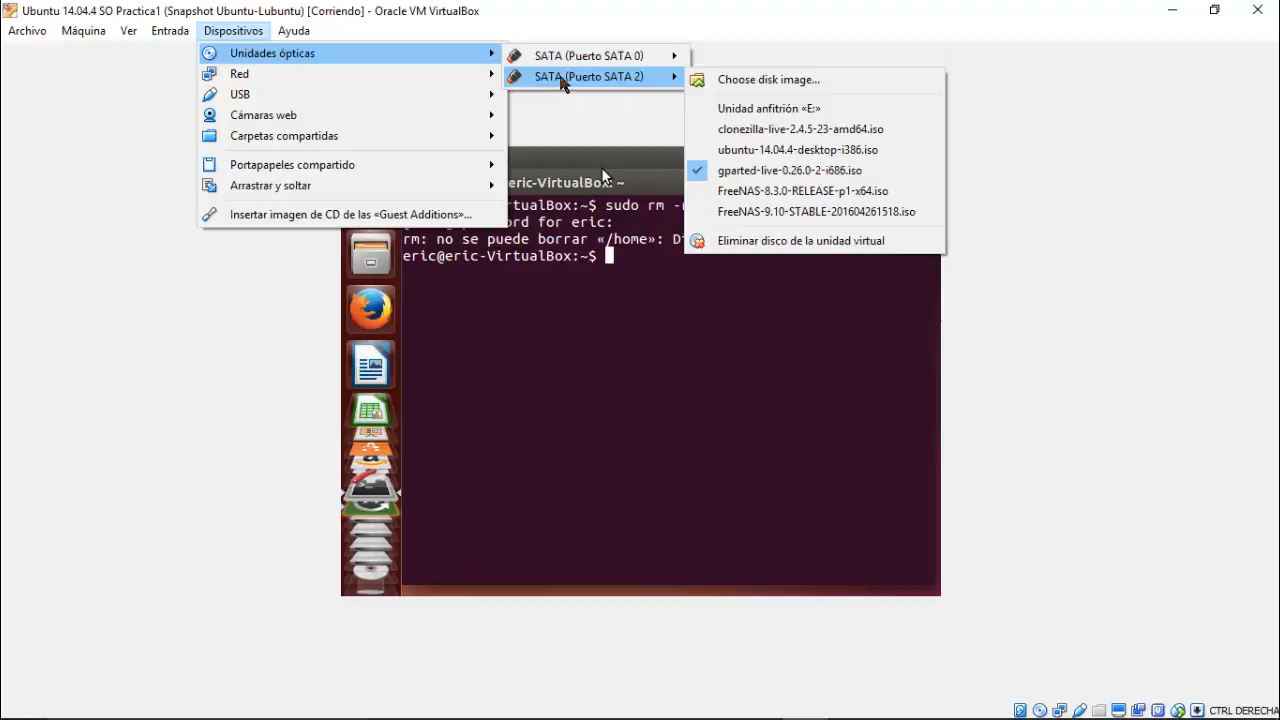 Ubuntu 14.04.4 SO Practica1 (Snapshot Ubuntu-Lubuntu) [Corriendo] - Oracle VM VirtualBox
Archivo Máquina Ver Entrada Dispositivos Ayuda
Unidades ópticas
Red
USB
Cámaras web
Carpetas compartidas
Portapapeles compartido
Arrastrar y soltar
Insertar imagen de CD de las «Guest Additions»...
SATA (Puerto SATA 0)
SATA (Puerto SATA 2)
Choose disk image...
Unidad anfitrión «E:»
clonezilla-live-2.4.5-23-amd64.iso
ubuntu-14.04.4-desktop-i386.iso
gparted-live-0.26.0-2-i686.iso
FreeNAS-8.3.0-RELEASE-p1-x64.iso
FreeNAS-9.10-STABLE-201604261518.iso
Eliminar disco de la unidad virtual
eric-VirtualBox: ~
rtualBox:~$ sudo rm -
ord for eric:
rm: no se puede borrar «/home»: D
eric@eric-VirtualBox:~$
CTRL DERECHA